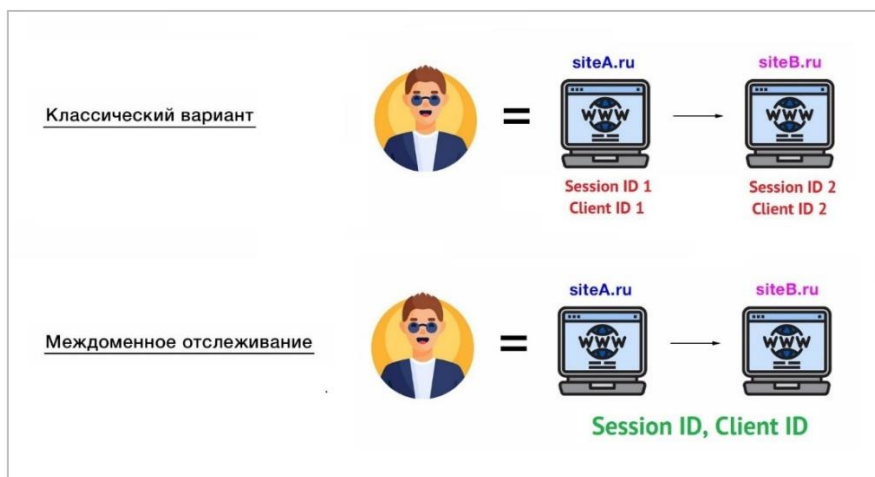 siteA.ru
siteB.ru
Классический вариант
=
WWW
WWW
Session ID 1
Client ID 1
Session ID 2
Client ID 2
siteA.ru
siteB.ru
Междоменное отслеживание
=
WWW
WWW
Session ID, Client ID